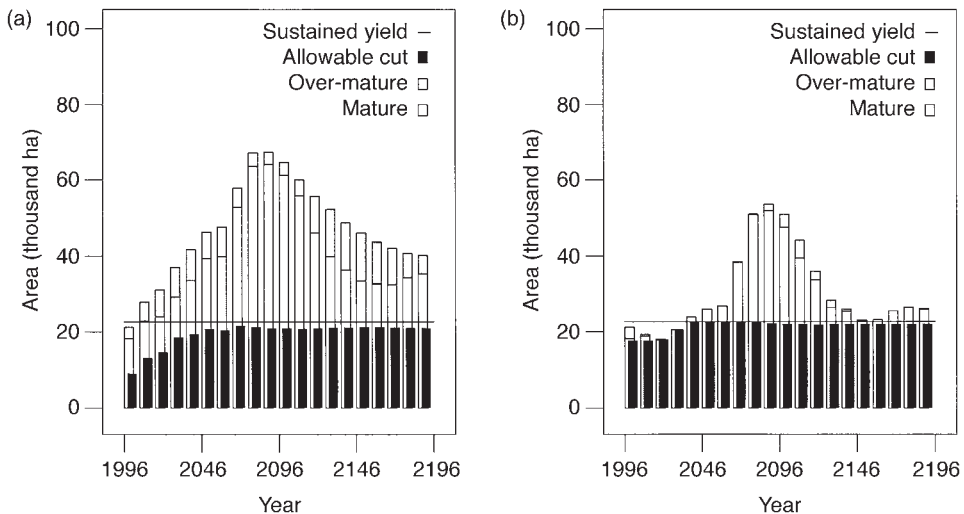 (a)
100
80
60
40
20
0
Area (thousand ha)
Sustained yield
Allowable cut
Over-mature
Mature
1996 2046 2096 2146 2196
Year
(b)
100
80
60
40
20
0
Area (thousand ha)
Sustained yield
Allowable cut
Over-mature
Mature
1996 2046 2096 2146 2196
Year